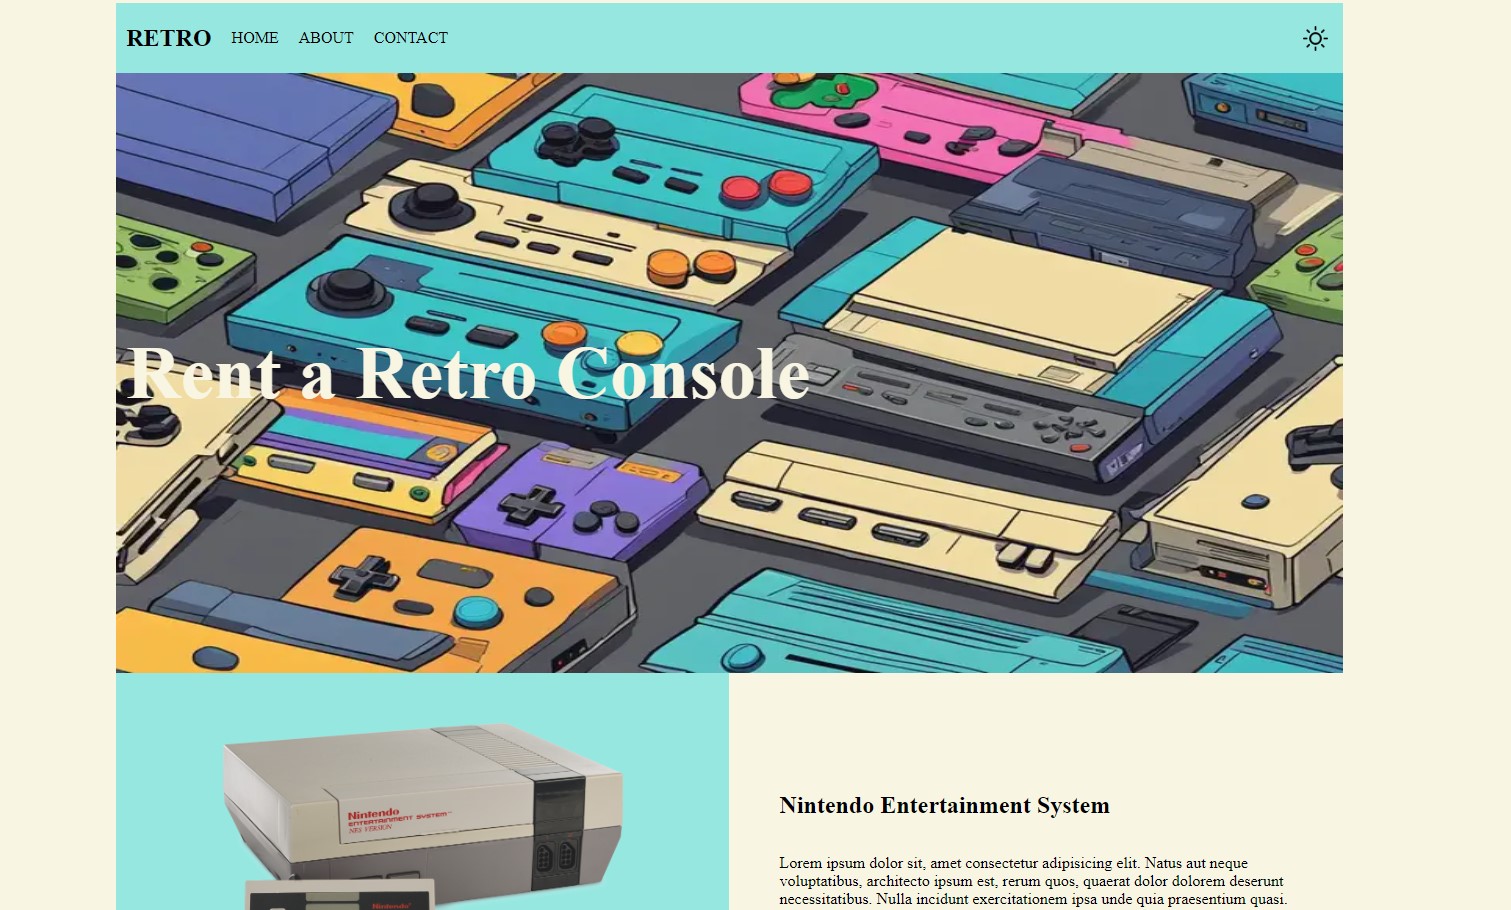 RETRO HOME ABOUT CONTACT
Rent a Retro Console
Nintendo
ENTERTAINMENT SYSTEM™
NES VERSION
Nintendo
Nintendo Entertainment System
Lorem ipsum dolor sit, amet consectetur adipisicing elit. Natus aut neque
voluptatibus, architecto ipsum est, rerum quos, quaerat dolor dolorem deserunt
necessitatibus. Nulla incidunt exercitationem ipsa unde quia praesentium quasi.